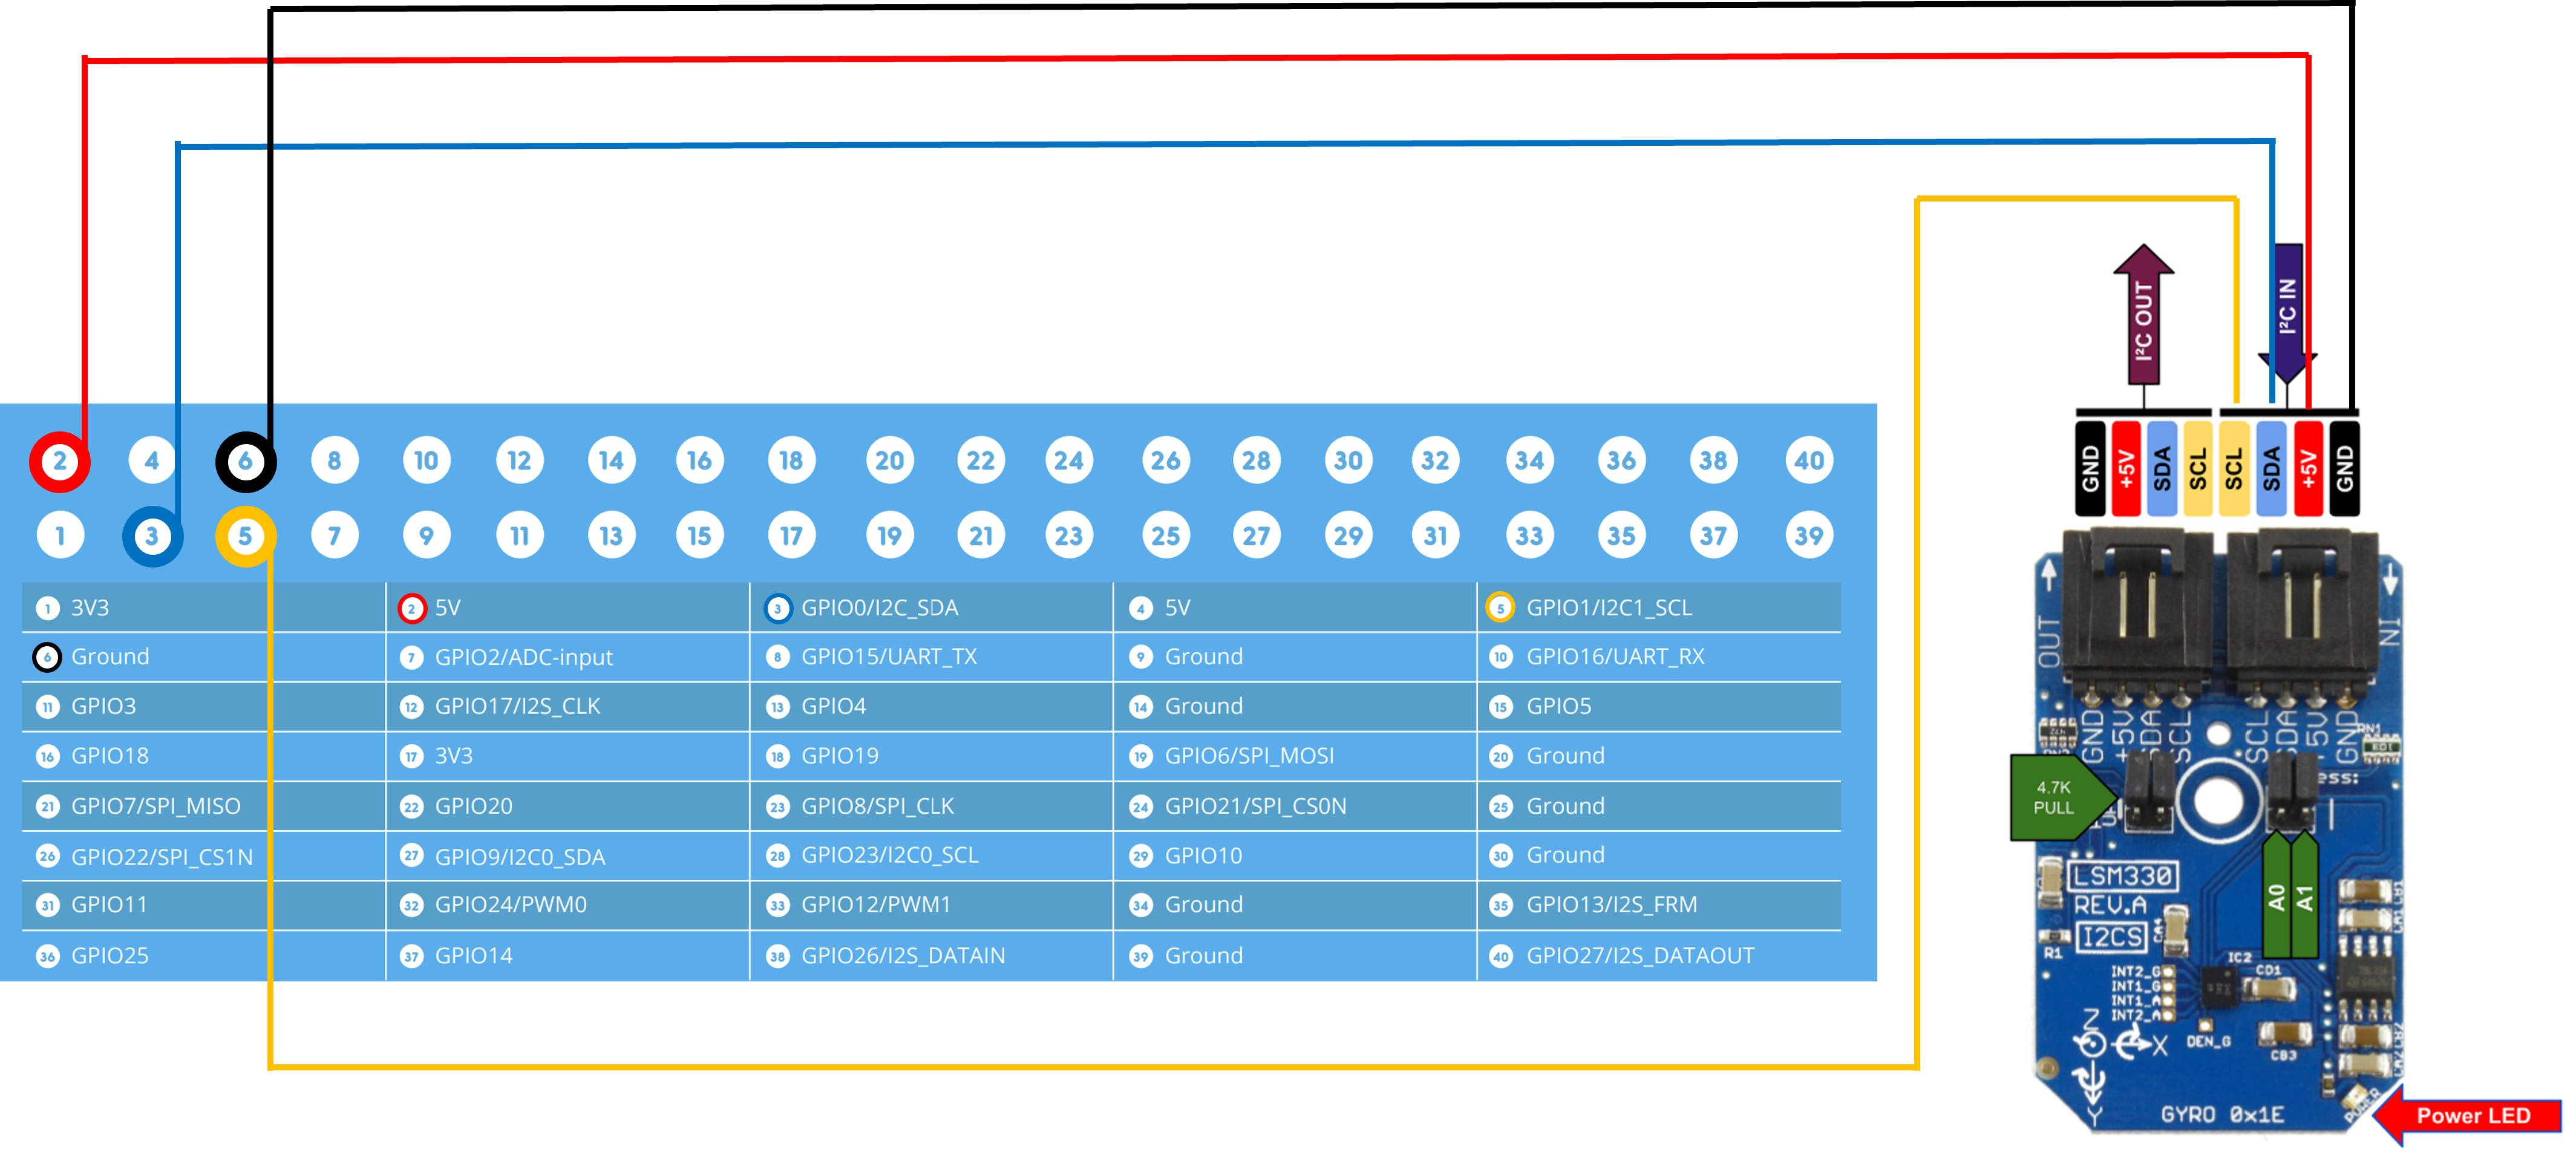 I²C OUT
I²C IN
GND +5V SDA SCL SCL SDA +5V GND
2 4 6 8 10 12 14 16 18 20 22 24 26 28 30 32 34 36 38 40
1 3 5 7 9 11 13 15 17 19 21 23 25 27 29 31 33 35 37 39
1 3V3 2 5V 3 GPIO0/I2C_SDA 4 5V 5 GPIO1/I2C1_SCL
6 Ground 7 GPIO2/ADC-input 8 GPIO15/UART_TX 9 Ground 10 GPIO16/UART_RX
11 GPIO3 12 GPIO17/I2S_CLK 13 GPIO4 14 Ground 15 GPIO5
16 GPIO18 17 3V3 18 GPIO19 19 GPIO6/SPI_MOSI 20 Ground
21 GPIO7/SPI_MISO 22 GPIO20 23 GPIO8/SPI_CLK 24 GPIO21/SPI_CS0N 25 Ground
26 GPIO22/SPI_CS1N 27 GPIO9/I2C0_SDA 28 GPIO23/I2C0_SCL 29 GPIO10 30 Ground
31 GPIO11 32 GPIO24/PWM0 33 GPIO12/PWM1 34 Ground 35 GPIO13/I2S_FRM
36 GPIO25 37 GPIO14 38 GPIO26/I2S_DATAIN 39 Ground 40 GPIO27/I2S_DATAOUT
OUT
IN
GND +5V SDA SCL SCL SDA +5V GND
RN1
ess:
4.7K
PULL
A0
A1
LSM330
REV.A
I2CS
R1
CA4
IC2
CD1
INT2_G
INT1_G
INT1_A
INT2_A
DEN_G
CB3
Z
X
Y
GYRO 0x1E
POWER
Power LED